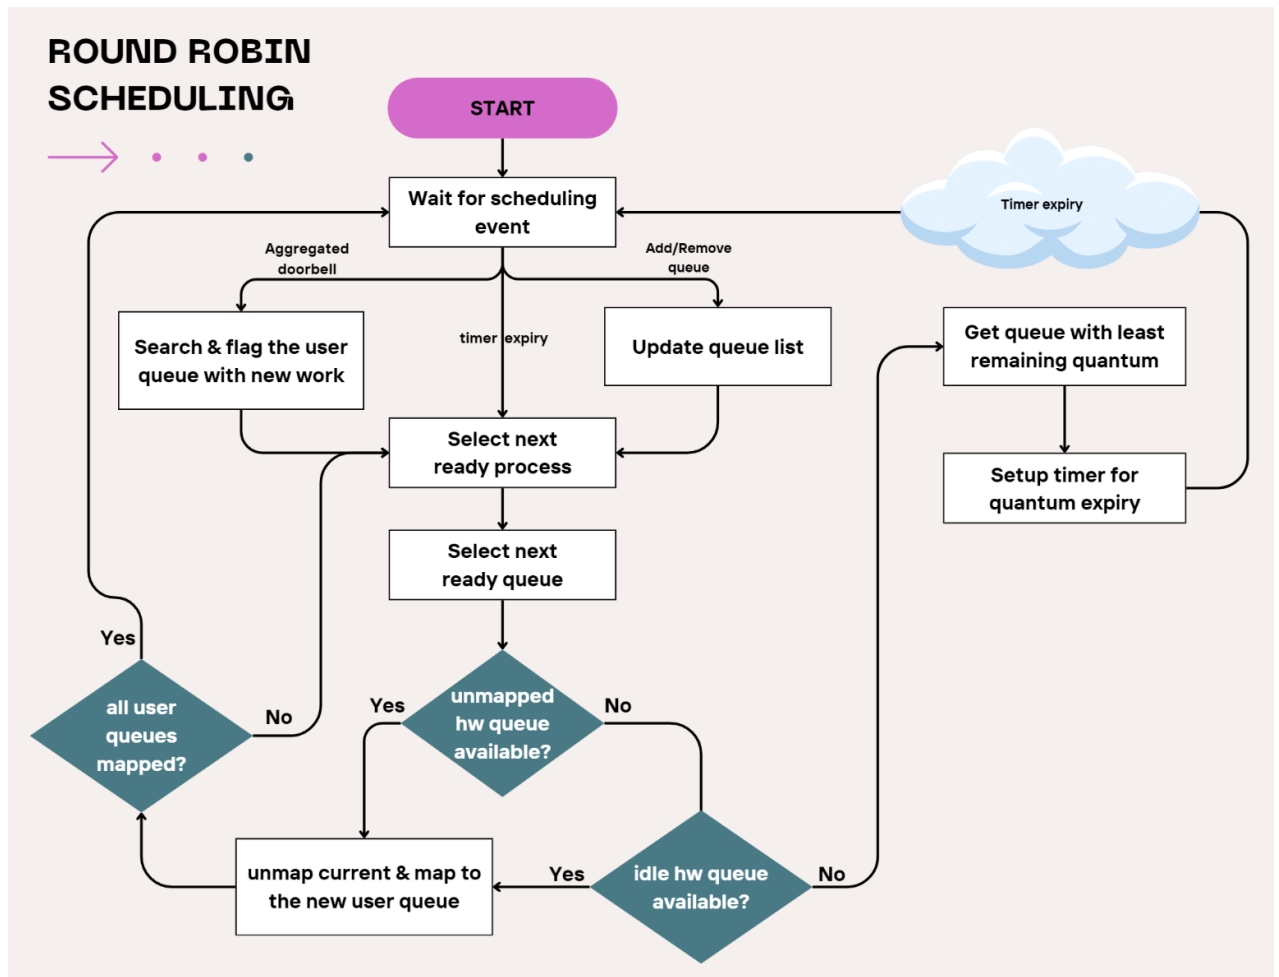 ROUND ROBIN
SCHEDULING
START
Wait for scheduling
event
Timer expiry
Aggregated
doorbell
Add/Remove
queue
Search & flag the user
queue with new work
timer expiry
Update queue list
Get queue with least
remaining quantum
Select next
ready process
Setup timer for
quantum expiry
Select next
ready queue
Yes
all user
queues
mapped?
No
Yes
unmapped
hw queue
available?
No
unmap current & map to
the new user queue
Yes
idle hw queue
available?
No